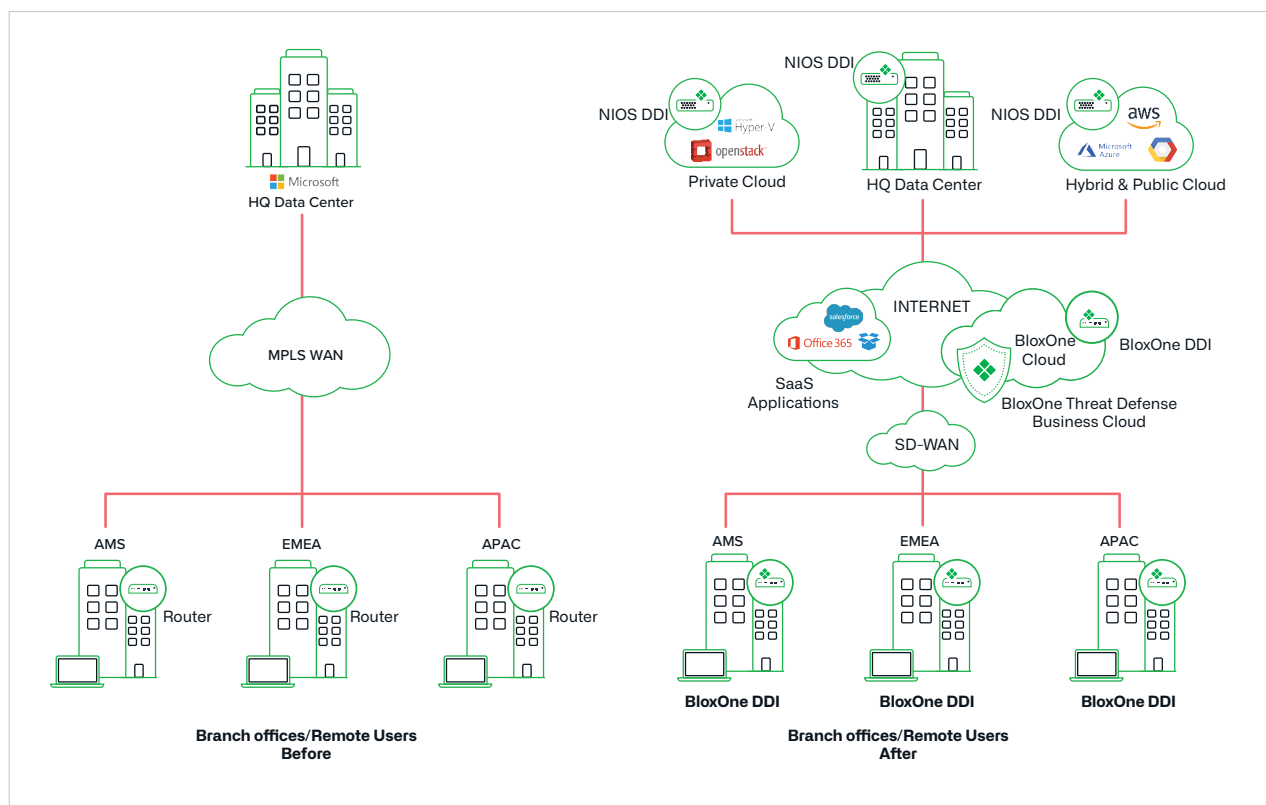 Microsoft
HQ Data Center
MPLS WAN
AMS
EMEA
APAC
Router
Router
Router
Branch offices/Remote Users
Before
NIOS DDI
NIOS DDI
NIOS DDI
Microsoft
Hyper-V
openstack
aws
Microsoft
Azure
Private Cloud
HQ Data Center
Hybrid & Public Cloud
INTERNET
salesforce
Office 365
BloxOne
Cloud
BloxOne DDI
SaaS
Applications
BloxOne Threat Defense
Business Cloud
SD-WAN
AMS
EMEA
APAC
BloxOne DDI
BloxOne DDI
BloxOne DDI
Branch offices/Remote Users
After